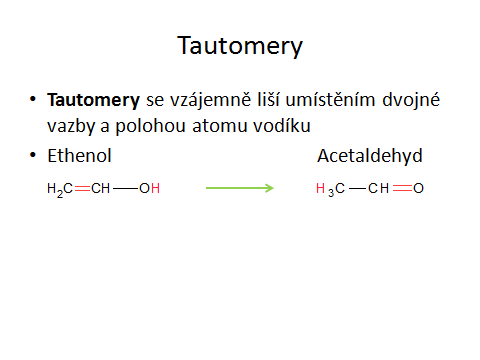 Tautomery
• Tautomery se vzájemně liší umístěním dvojné
vazby a polohou atomu vodíku
• Ethenol Acetaldehyd
H2C=CH—OH H3C—CH=O